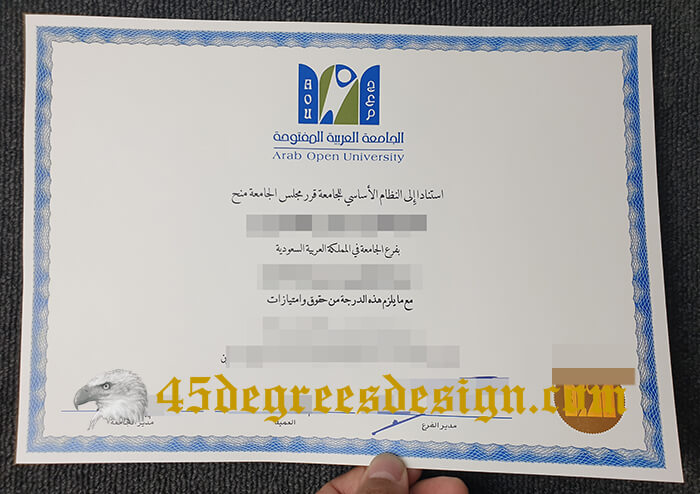 AOU
الجامعة العربية المفتوحة
Arab Open University
استنادا إلى النظام الأساسي للجامعة قرر مجلس الجامعة منح
بفرع الجامعة في المملكة العربية السعودية
مع ما يلزم هذه الدرجة من حقوق وامتيازات
45degreesdesign.com
مدير الجامعة العميد مدير الفرع